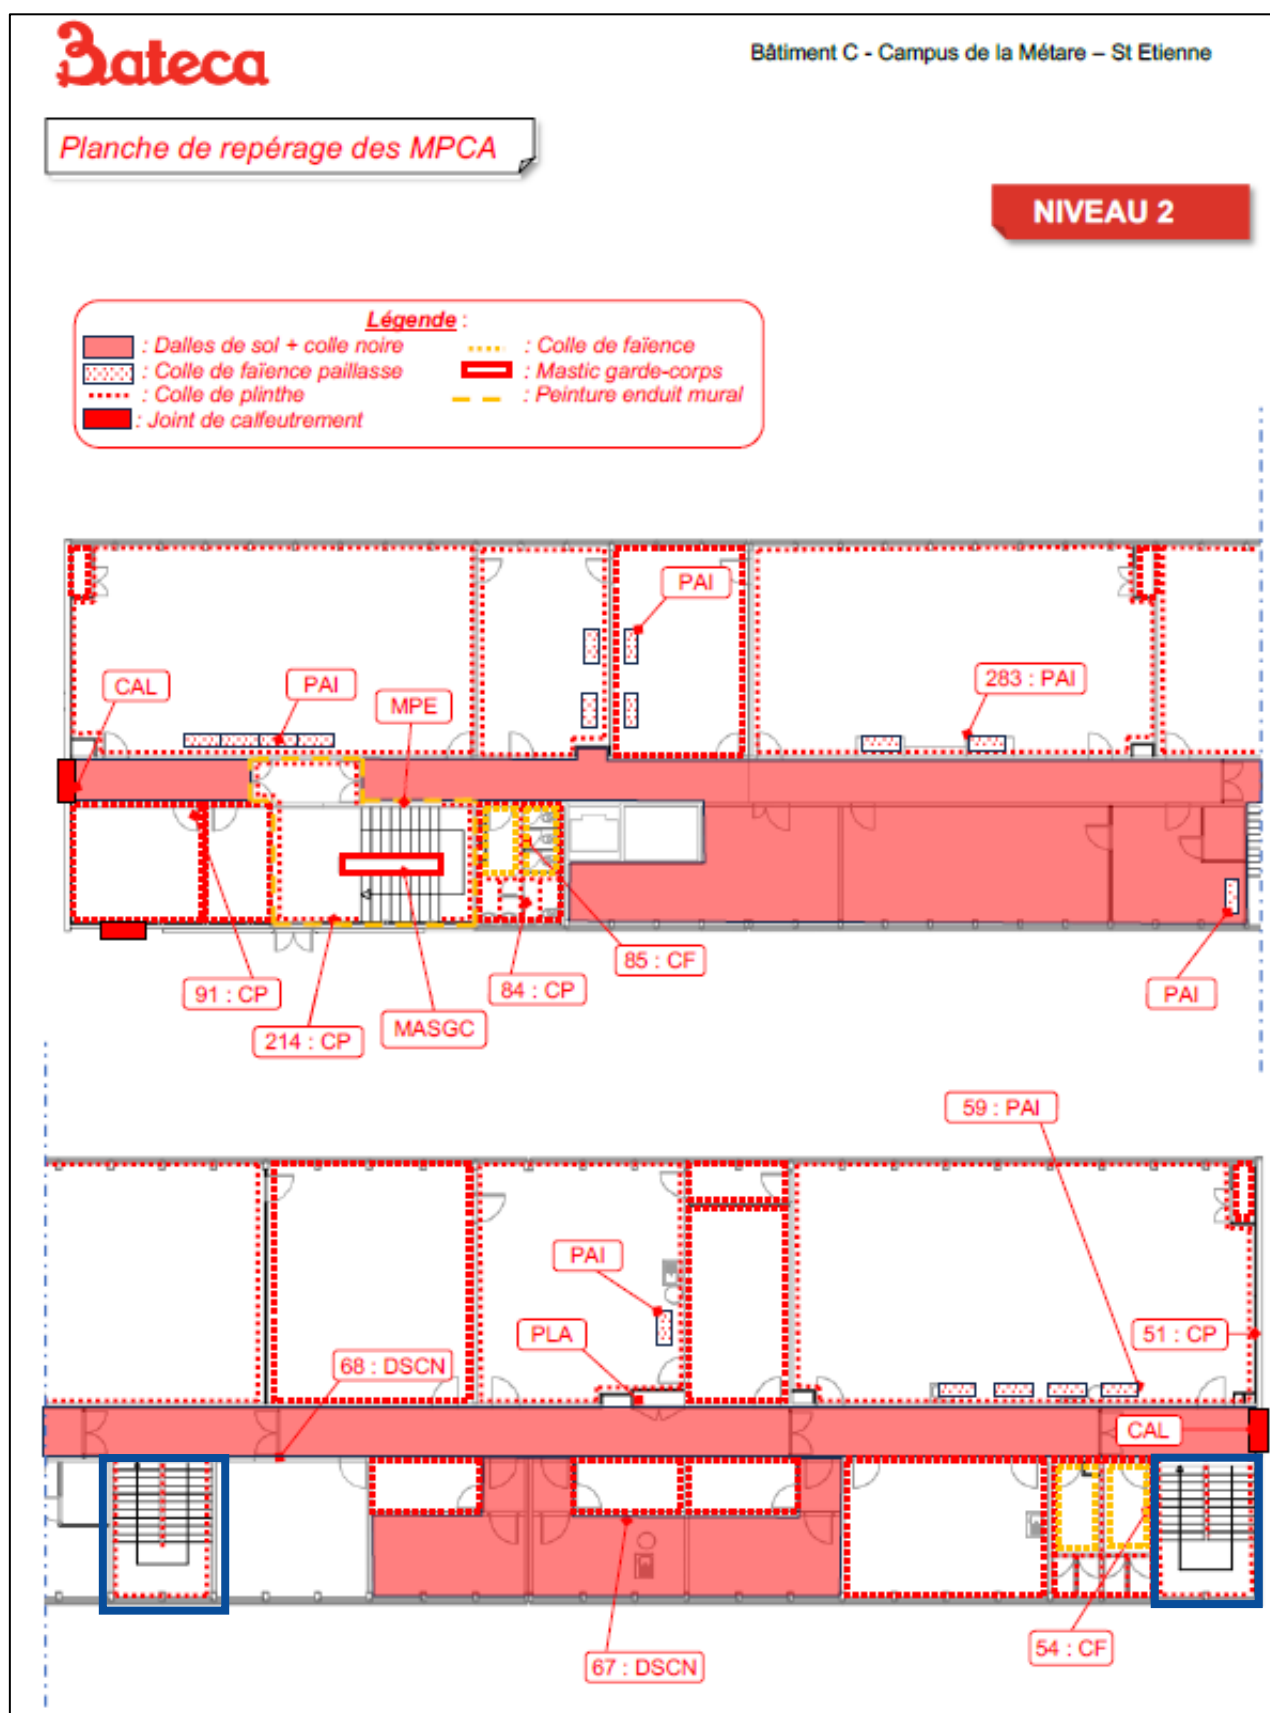 Bateca
Bâtiment C - Campus de la Métare – St Etienne
Planche de repérage des MPCA
NIVEAU 2
Légende :
: Dalles de sol + colle noire
: Colle de faïence
: Colle de faïence paillasse
: Mastic garde-corps
: Colle de plinthe
: Peinture enduit mural
: Joint de calfeutrement
PAI
CAL
PAI
283 : PAI
MPE
85 : CF
91 : CP
84 : CP
PAI
214 : CP
MASGC
59 : PAI
PAI
PLA
51 : CP
68 : DSCN
CAL
54 : CF
67 : DSCN